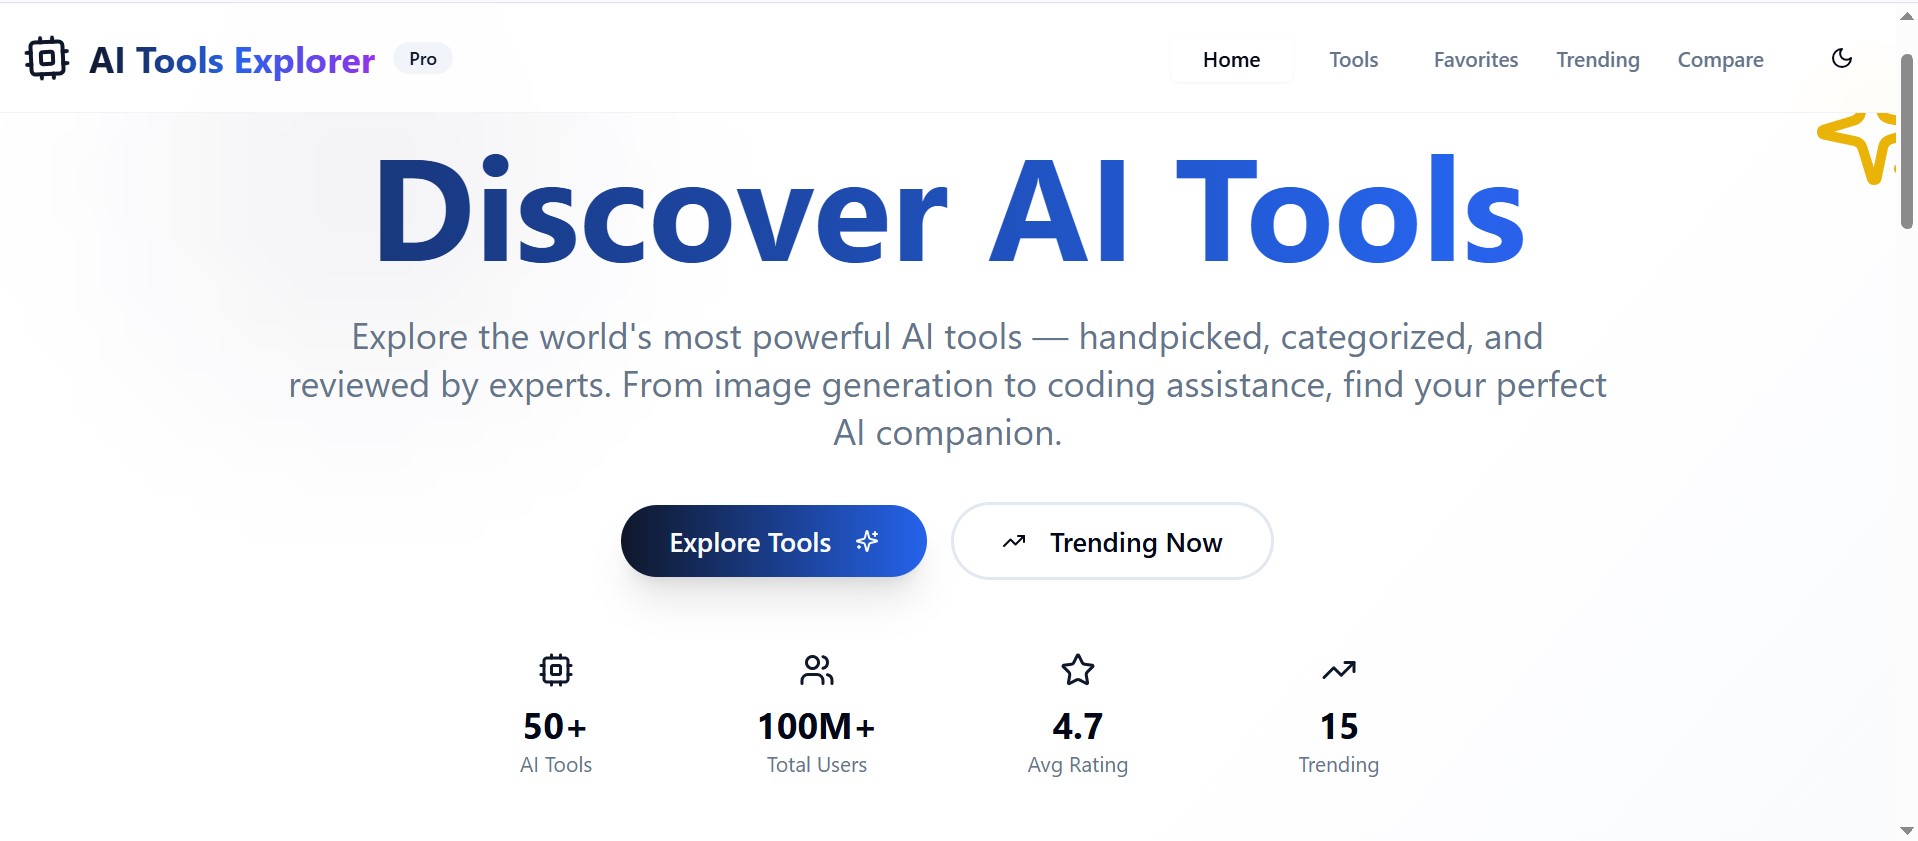 AI Tools Explorer
Pro
Home
Tools
Favorites
Trending
Compare
Discover AI Tools
Explore the world's most powerful AI tools — handpicked, categorized, and
reviewed by experts. From image generation to coding assistance, find your perfect
AI companion.
Explore Tools
Trending Now
50+
AI Tools
100M+
Total Users
4.7
Avg Rating
15
Trending